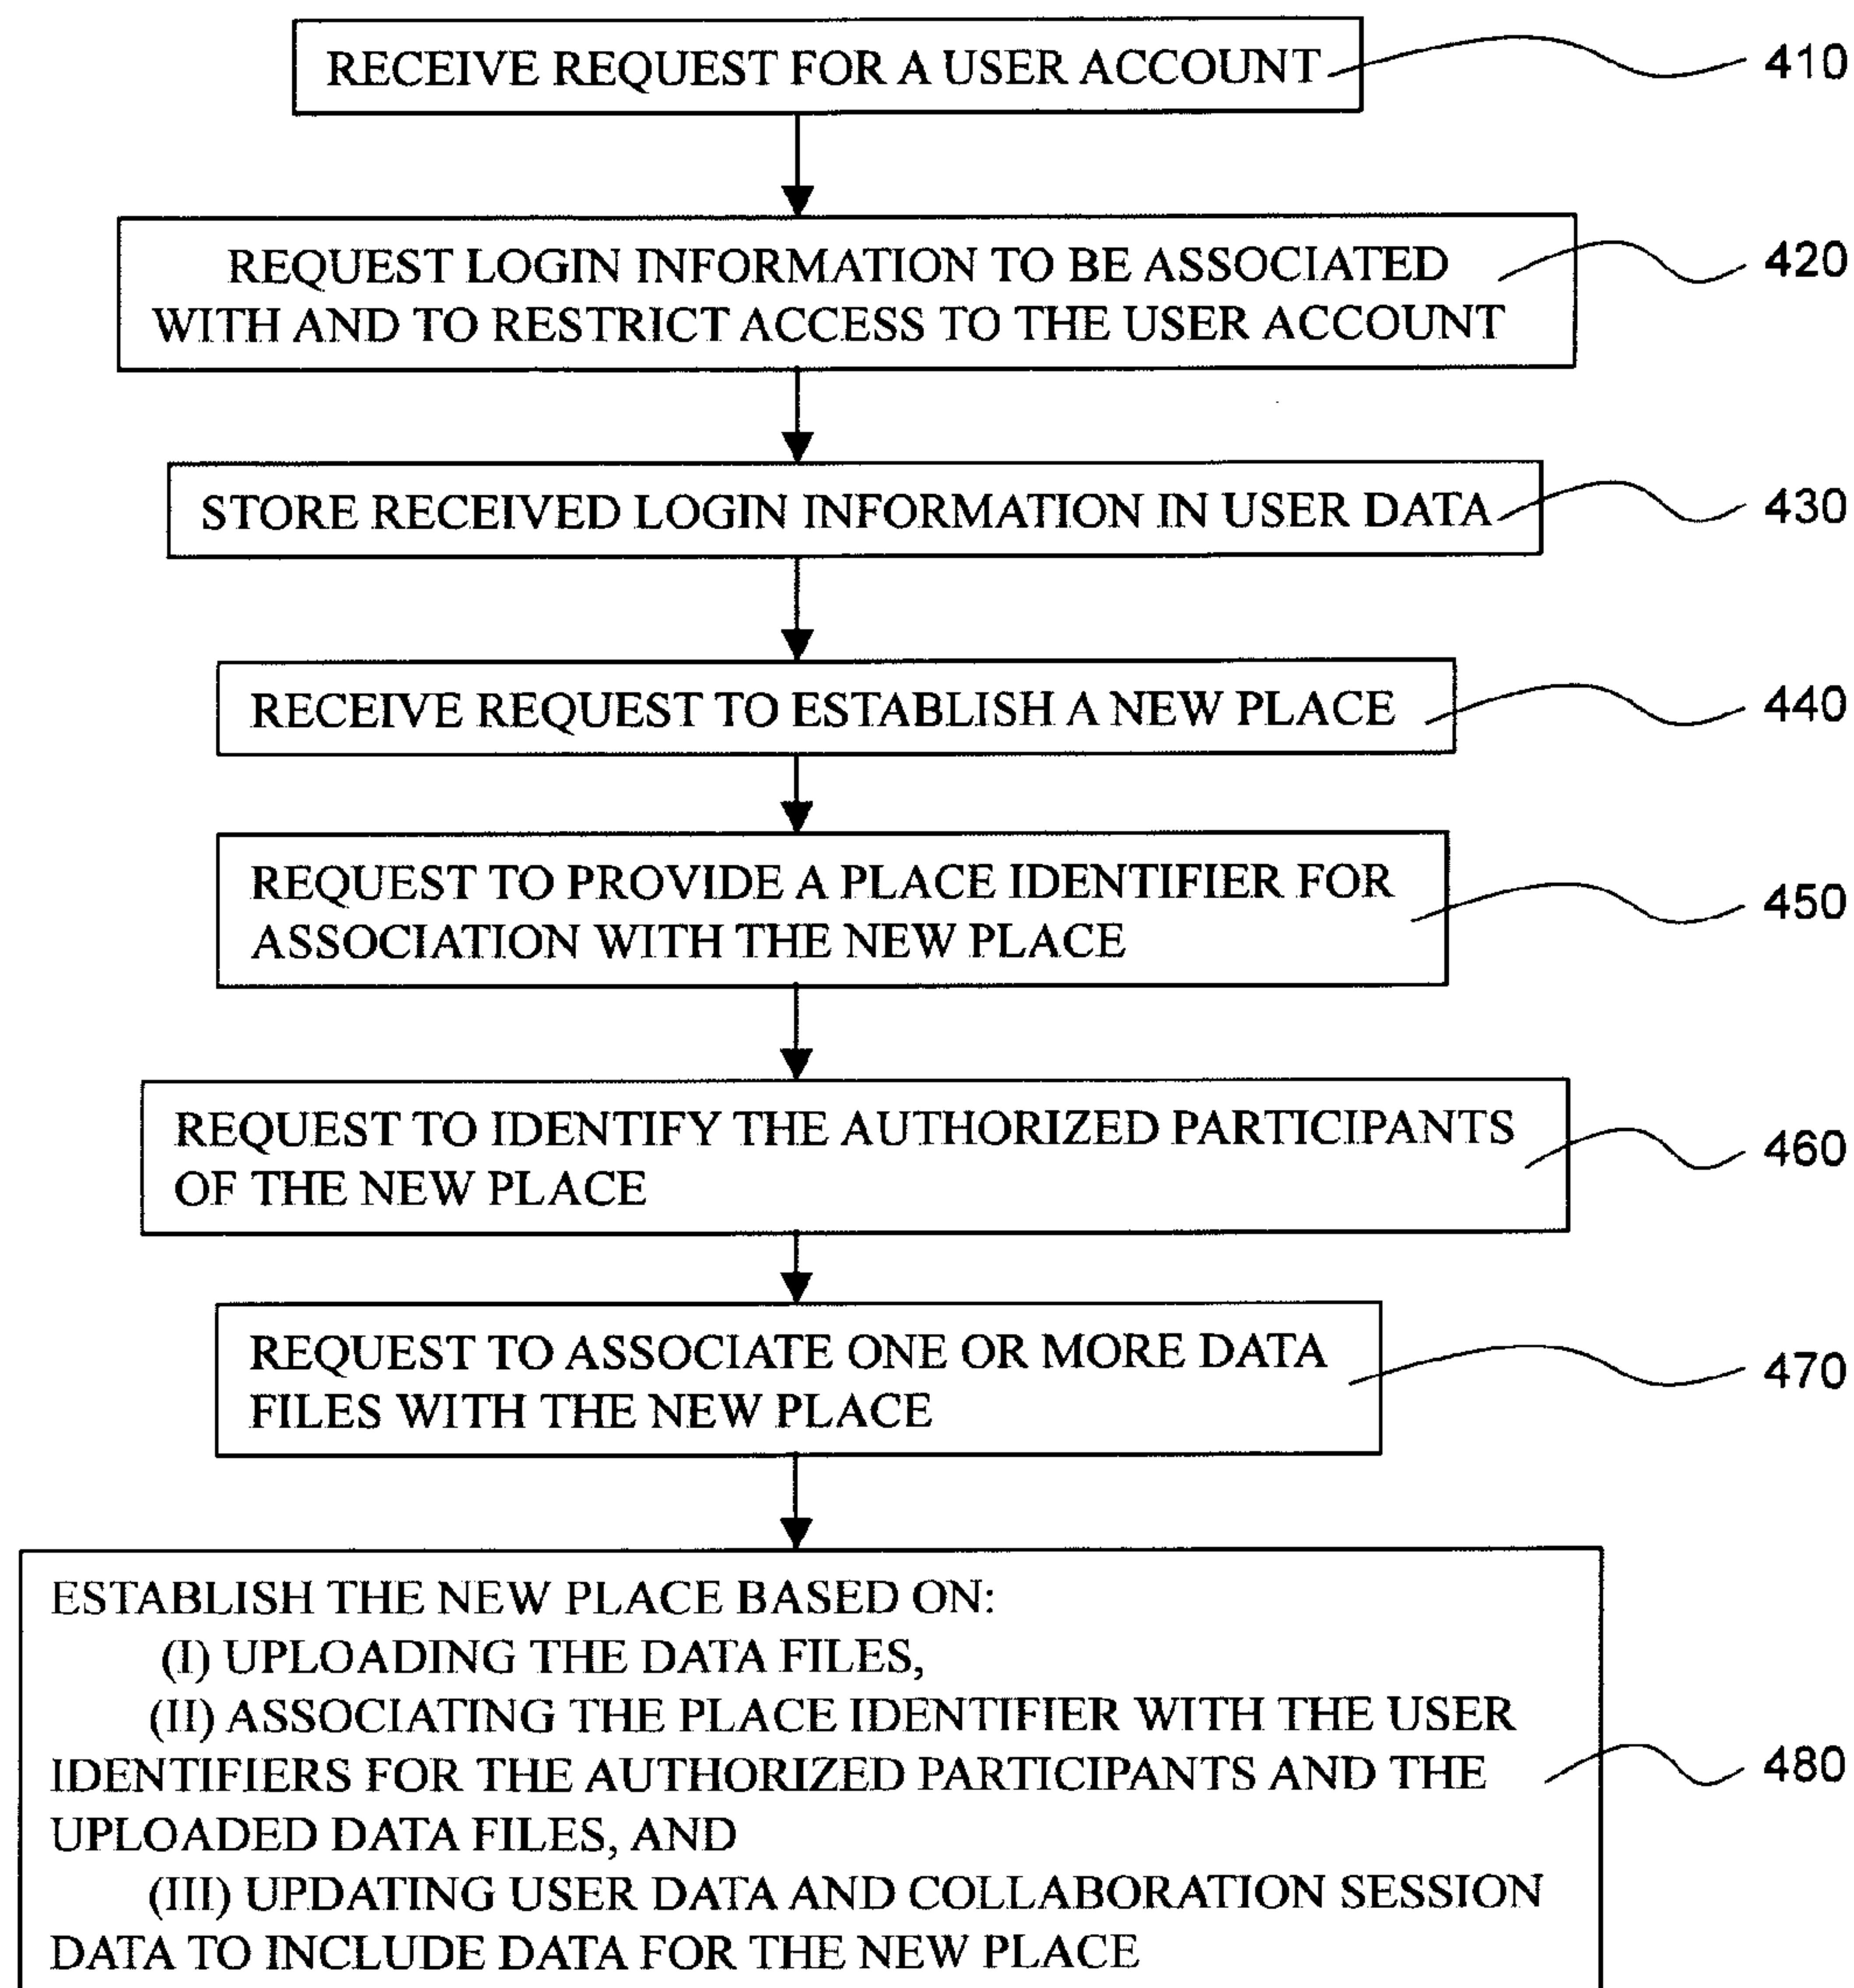 RECEIVE REQUEST FOR A USER ACCOUNT
410
REQUEST LOGIN INFORMATION TO BE ASSOCIATED
WITH AND TO RESTRICT ACCESS TO THE USER ACCOUNT
420
STORE RECEIVED LOGIN INFORMATION IN USER DATA
430
RECEIVE REQUEST TO ESTABLISH A NEW PLACE
440
REQUEST TO PROVIDE A PLACE IDENTIFIER FOR
ASSOCIATION WITH THE NEW PLACE
450
REQUEST TO IDENTIFY THE AUTHORIZED PARTICIPANTS
OF THE NEW PLACE
460
REQUEST TO ASSOCIATE ONE OR MORE DATA
FILES WITH THE NEW PLACE
470
ESTABLISH THE NEW PLACE BASED ON:
(I) UPLOADING THE DATA FILES,
(II) ASSOCIATING THE PLACE IDENTIFIER WITH THE USER
IDENTIFIERS FOR THE AUTHORIZED PARTICIPANTS AND THE
UPLOADED DATA FILES, AND
(III) UPDATING USER DATA AND COLLABORATION SESSION
DATA TO INCLUDE DATA FOR THE NEW PLACE
480